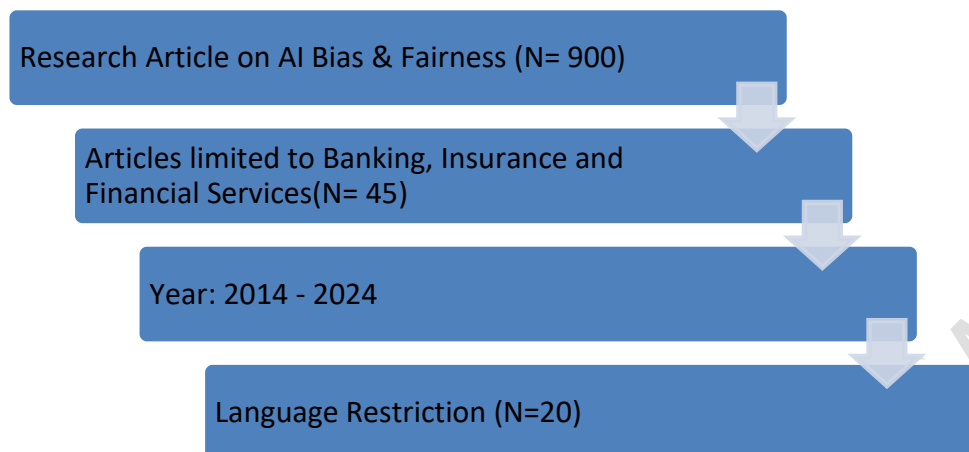 Research Article on AI Bias & Fairness (N= 900)
Articles limited to Banking, Insurance and
Financial Services(N= 45)
Year: 2014 - 2024
Language Restriction (N=20)